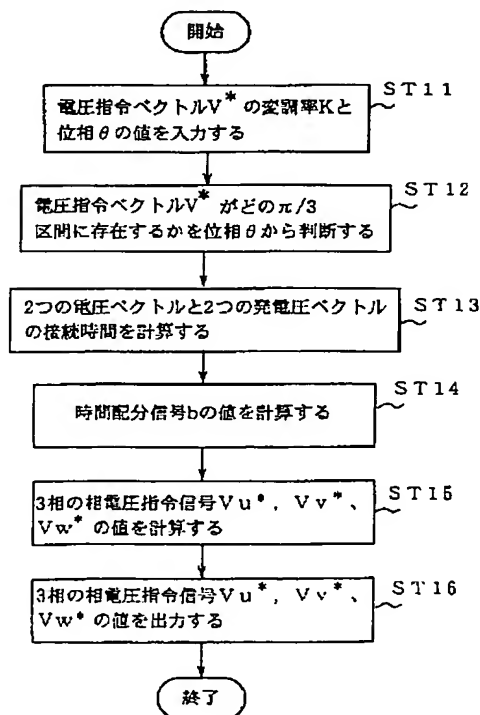 開始
ST11
電圧指令ベクトルV*の変調率Kと
位相θの値を入力する
ST12
電圧指令ベクトルV*がどのπ/3
区間に存在するかを位相θから判断する
2つの電圧ベクトルと2つの発電圧ベクトル
の接続時間を計算する
ST13
ST14
時間配分信号bの値を計算する
3相の相電圧指令信号Vu*，Vv*、
Vw*の値を計算する
ST15
3相の相電圧指令信号Vu*，Vv*、
Vw*の値を出力する
ST16
終了